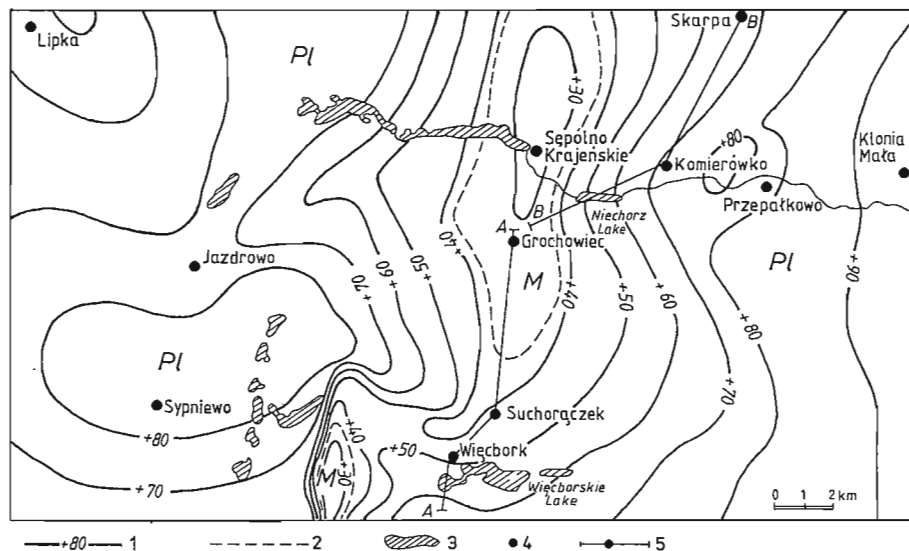 Lipka
Pl
Skarpa
B
+30
Sępólno
Krajeńskie
+80
Komierówko
Kłonia
Mała
Przepałkowo
Niechorz
Lake
B
A
Grochowiec
+40
+50
+60
+70
Jazdrowo
M
+40
+50
+60
+80
+90
Pl
Pl
Sypniewo
+80
+70
+70
Suchorączek
+40
+30
M
+50
Więcbork
Więcborskie
Lake
A
0 1 2 km
+80 1 2 3 4 5